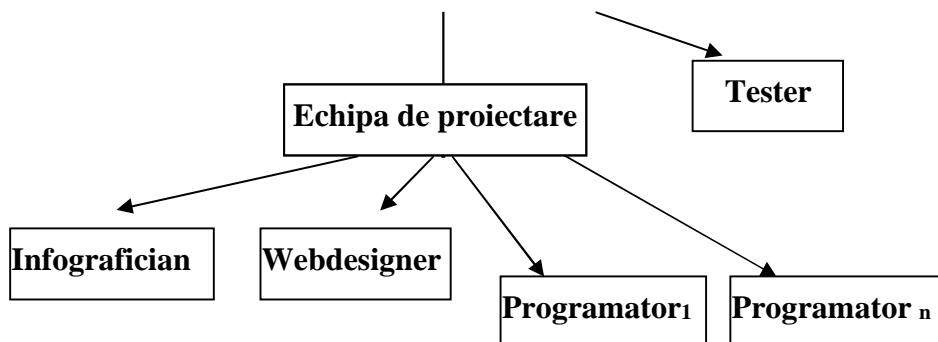 Tester
Echipa de proiectare
Infografician
Webdesigner
Programator₁
Programator ₙ